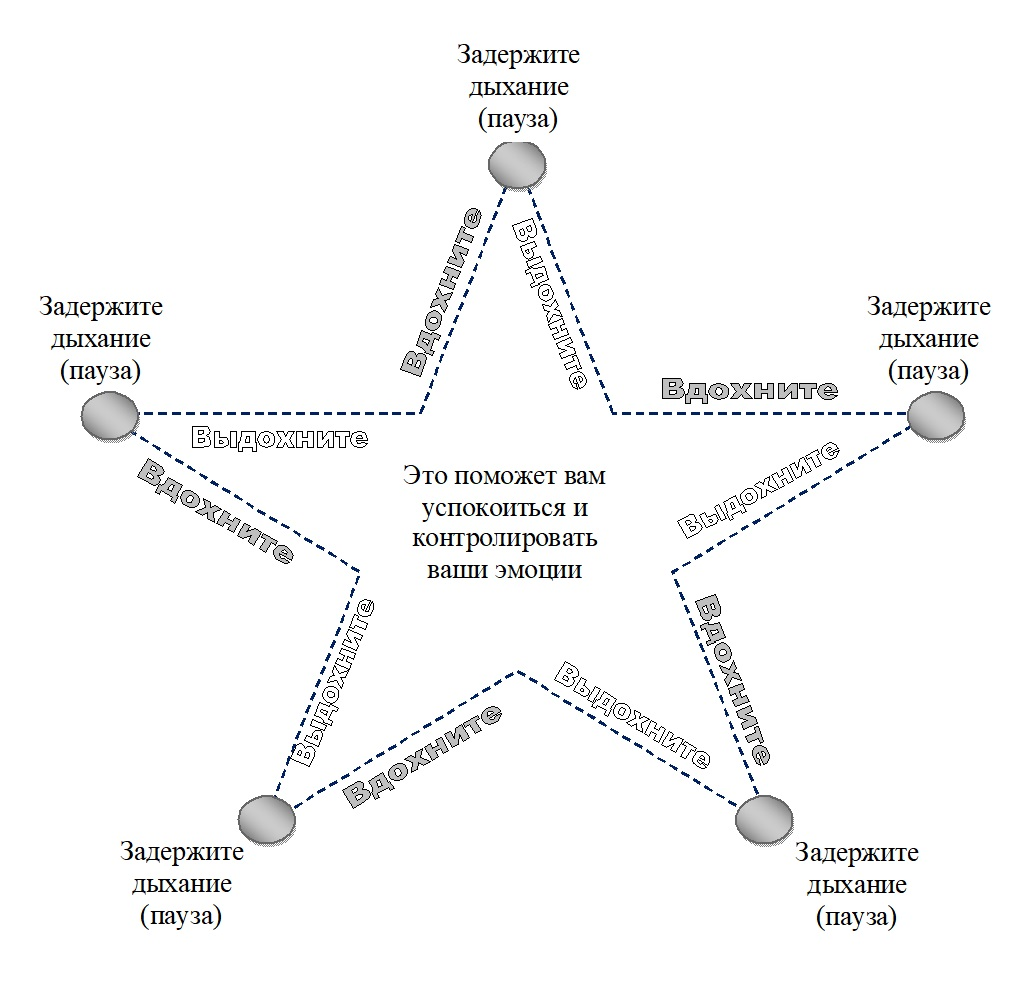 Задержите
дыхание
(пауза)
Вдохните
Выдохните
Задержите
дыхание
(пауза)
Задержите
дыхание
(пауза)
Вдохните
Выдохните
Выдохните
Вдохните
Это поможет вам
успокоиться и
контролировать
ваши эмоции
Выдохните
Вдохните
Выдохните
Вдохните
Задержите
дыхание
(пауза)
Задержите
дыхание
(пауза)